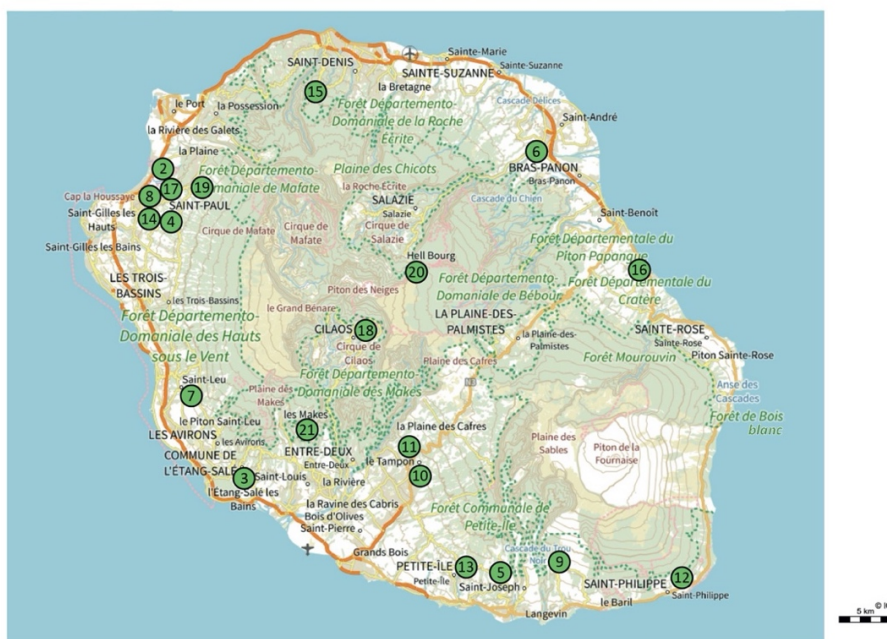 Sainte-Marie
SAINT-DENIS
SAINTE-SUZANNE
Sainte-Suzanne
la Bretagne
15
le Port
la Possession
Forêt Départemento-
Domaniale de la Roche
Écrite
Cascade Délices
Saint-André
la Rivière des Galets
la Plaine
6
BRAS-PANON
Bras-Panon
2
Forêt Départemento-
Domaniale de Mafate
Plaine des Chicots
la Roche Ecrite
17
19
8
Cap la Houssaye
SAINT-PAUL
SALAZIE
Salazie
Cascade du Chien
Saint-Gilles les
Hauts
14
4
Cirque de Mafate
Cirque de
Mafate
Cirque de
Salazie
Saint-Benoît
Saint-Gilles les Bains
Forêt Départementale du
Piton Papangue
Hell Bourg
20
16
LES TROIS-
BASSINS
les Trois-Bassins
Piton des Neiges
Forêt Départemento-
Domaniale de Bébour
Forêt Départementale du
Cratère
le Grand Bénare
Forêt Départemento-
Domaniale des Hauts
sous le Vent
CILAOS
18
Cirque de
Cilaos
LA PLAINE-DES-
PALMISTES
la Plaine-des-
Palmistes
SAINTE-ROSE
Sainte-Rose
Piton Sainte-Rose
Plaine des Cafres
Forêt Mourouvin
Forêt Départemento-
Domaniale des Makes
Saint-Leu
7
Plaine des
Makes
Anse des
Cascades
Forêt de Bois
blanc
les Makes
21
le Piton Saint-Leu
LES AVIRONS
les Avirons
la Plaine des Cafres
11
Plaine des
Sables
Piton de la
Fournaise
COMMUNE DE
L'ÉTANG-SALÉ
ENTRE-DEUX
Entre-Deux
le Tampon
10
3
Saint-Louis
la Rivière
l'Étang-Salé les
Bains
la Ravine des Cabris
Bois d'Olives
Saint-Pierre
Forêt Communale de
Petite-Île
Grands Bois
Cascade du Trou
Noir
9
PETITE-ÎLE
Petite-Île
13
5
Saint-Joseph
SAINT-PHILIPPE
12
Saint-Philippe
le Baril
Langevin
5 km